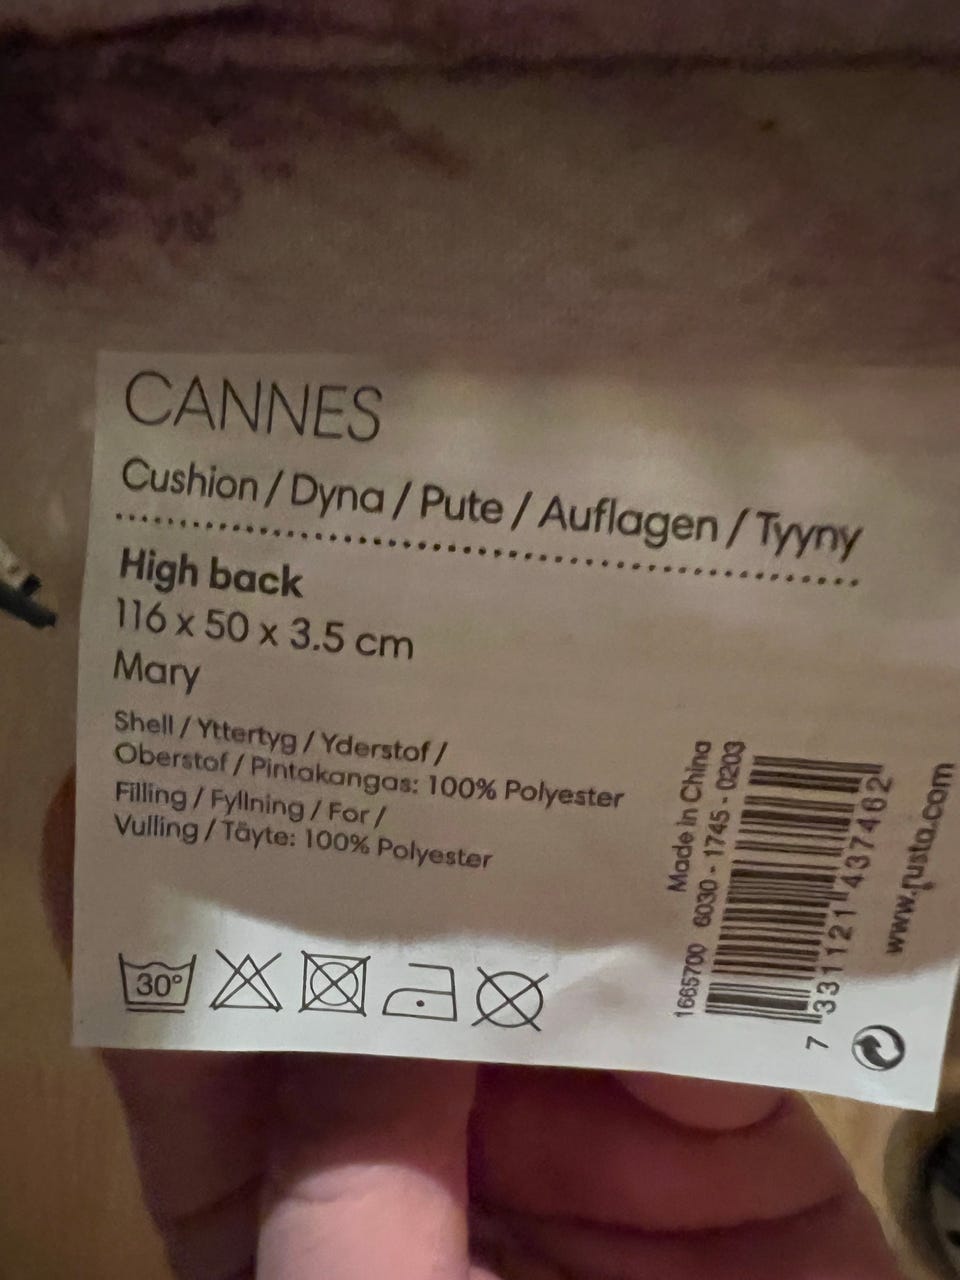 CANNES
Cushion / Dyna / Pute / Auflagen / Tyyny
High back
116 x 50 x 3.5 cm
Mary
Shell / Yttertyg / Yderstof /
Oberstof / Pintakangas: 100% Polyester
Filling / Fyllning / For /
Vulling / Täyte: 100% Polyester
30°
Made in China
1665700 6030 - 1745 - 0203
7 331121 437462
www.rusta.com